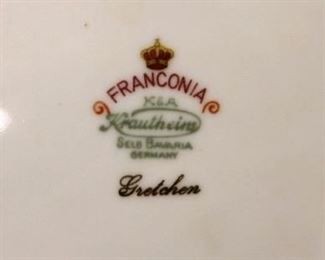 FRANCONIA
K&A
Krautheim
SELB BAVARIA
GERMANY
Gretchen